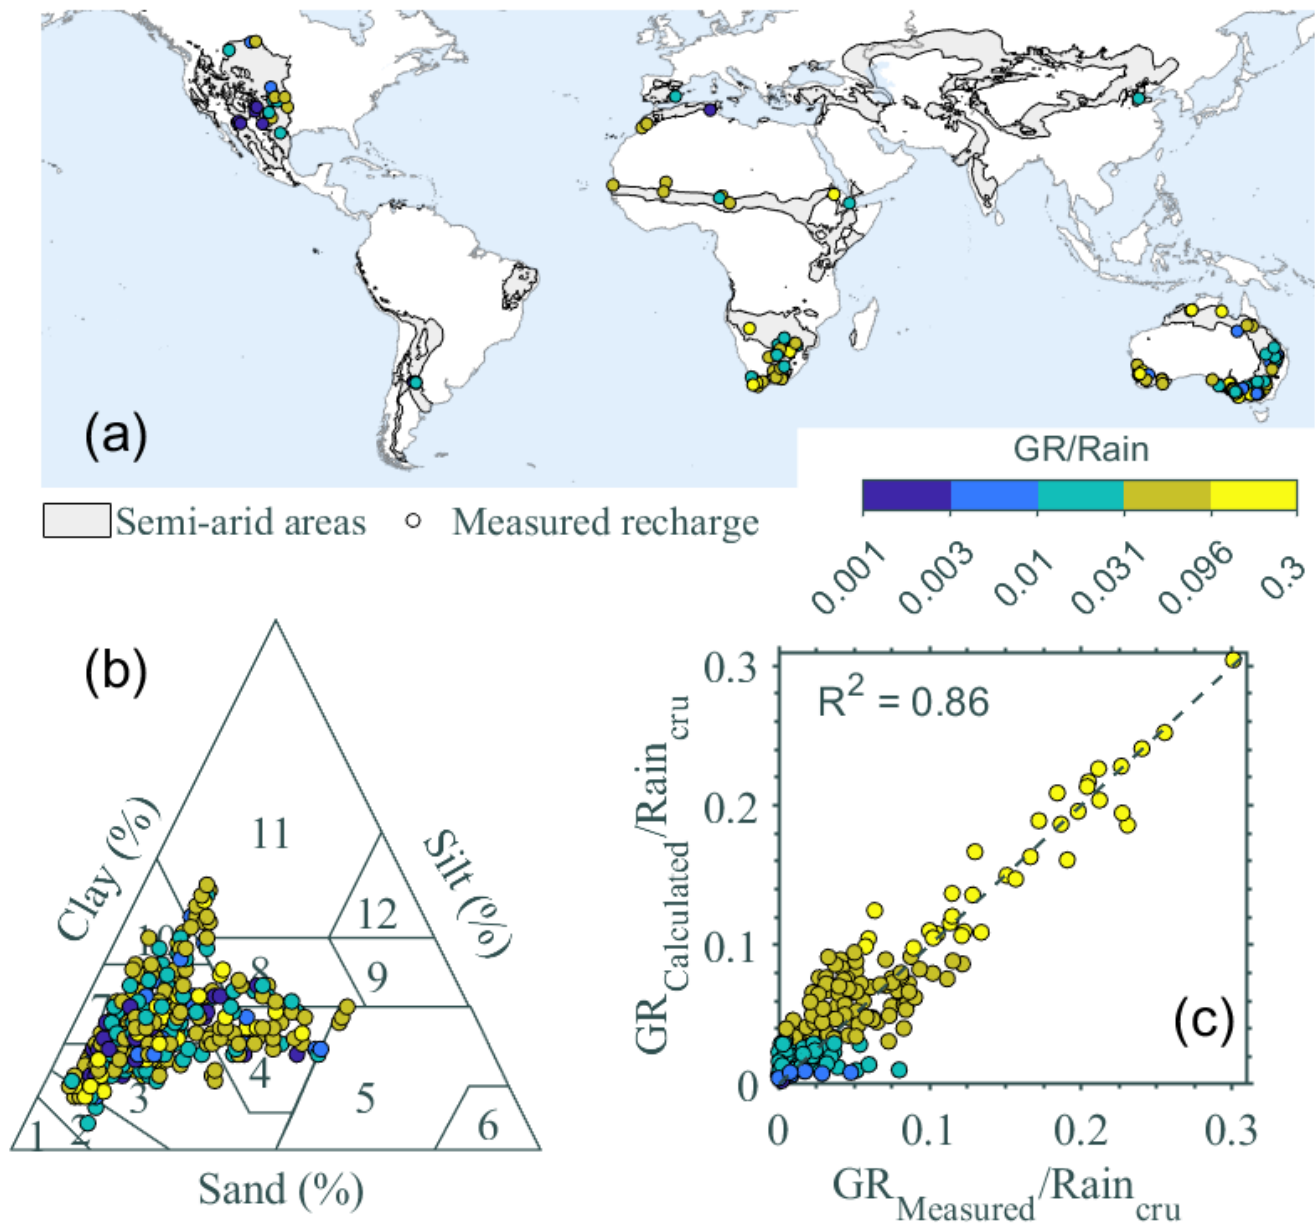 (a)
GR/Rain
Semi-arid areas
Measured recharge
0.001
0.003
0.01
0.031
0.096
0.3
(b)
Clay (%)
Silt (%)
11
12
10
8
9
7
4
3
5
6
2
1
Sand (%)
R² = 0.86
(c)
GR_Calculated/Rain_cru
0.3
0.2
0.1
0
0
0.1
0.2
0.3
GR_Measured/Rain_cru